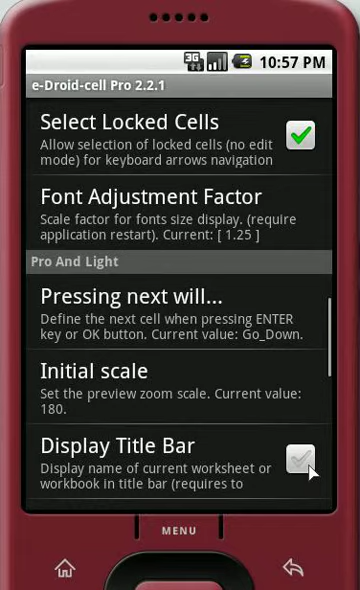 3G
10:57 PM
e-Droid-cell Pro 2.2.1
Select Locked Cells
Allow selection of locked cells (no edit
mode) for keyboard arrows navigation
Font Adjustment Factor
Scale factor for fonts size display. (require
application restart). Current: [ 1.25 ]
Pro And Light
Pressing next will...
Define the next cell when pressing ENTER
key or OK button. Current value: Go_Down.
Initial scale
Set the preview zoom scale. Current value:
180.
Display Title Bar
Display name of current worksheet or
workbook in title bar (requires to
MENU